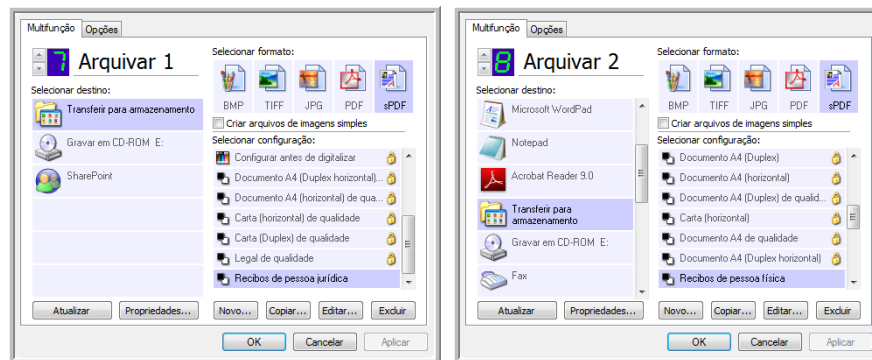 Multifunção
Opções
7
Arquivar 1
Selecionar destino:
Transferir para armazenamento
Gravar em CD-ROM E:
SharePoint
Selecionar formato:
BMP TIFF JPG PDF sPDF
Criar arquivos de imagens simples
Selecionar configuração:
Configurar antes de digitalizar
Documento A4 (Duplex horizontal)...
Documento A4 (horizontal) de qua...
Carta (horizontal) de qualidade
Carta (Duplex) de qualidade
Legal de qualidade
Recibos de pessoa jurídica
Atualizar
Propriedades...
Novo...
Copiar...
Editar...
Excluir
OK
Cancelar
Aplicar
Multifunção
Opções
8
Arquivar 2
Selecionar destino:
Microsoft WordPad
Notepad
Acrobat Reader 9.0
Transferir para
armazenamento
Gravar em CD-ROM E:
Fax
Selecionar formato:
BMP TIFF JPG PDF sPDF
Criar arquivos de imagens simples
Selecionar configuração:
Documento A4 (Duplex)
Documento A4 (horizontal)
Documento A4 (Duplex) de qualid...
Carta (horizontal)
Documento A4 de qualidade
Documento A4 (Duplex horizontal)
Recibos de pessoa física
Atualizar
Propriedades...
Novo...
Copiar...
Editar...
Excluir
OK
Cancelar
Aplicar